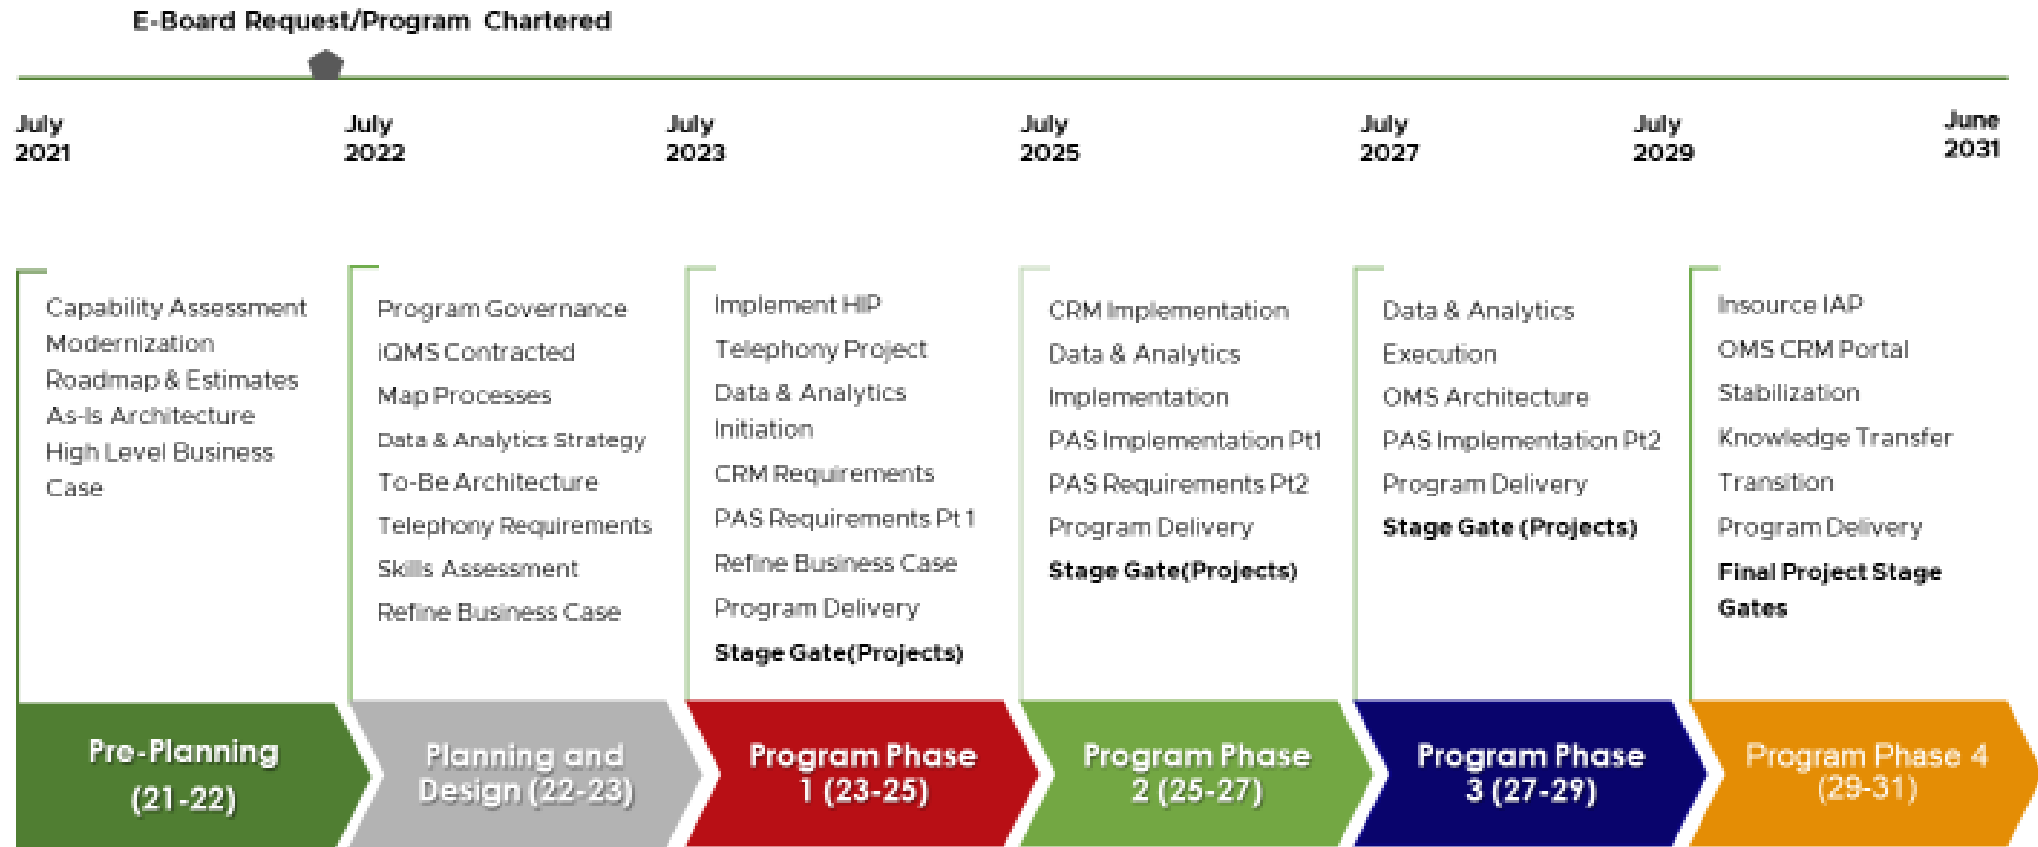 E-Board Request/Program Chartered
July
2021
July
2022
July
2023
July
2025
July
2027
July
2029
June
2031
Capability Assessment
Modernization
Roadmap & Estimates
As-Is Architecture
High Level Business
Case
Program Governance
iQMS Contracted
Map Processes
Data & Analytics Strategy
To-Be Architecture
Telephony Requirements
Skills Assessment
Refine Business Case
Implement HIP
Telephony Project
Data & Analytics
Initiation
CRM Requirements
PAS Requirements Pt 1
Refine Business Case
Program Delivery
Stage Gate(Projects)
CRM Implementation
Data & Analytics
Implementation
PAS Implementation Pt1
PAS Requirements Pt2
Program Delivery
Stage Gate(Projects)
Data & Analytics
Execution
OMS Architecture
PAS Implementation Pt2
Program Delivery
Stage Gate (Projects)
Insource IAP
OMS CRM Portal
Stabilization
Knowledge Transfer
Transition
Program Delivery
Final Project Stage
Gates
Pre-Planning
(21-22)
Planning and
Design (22-23)
Program Phase
1 (23-25)
Program Phase
2 (25-27)
Program Phase
3 (27-29)
Program Phase 4
(29-31)